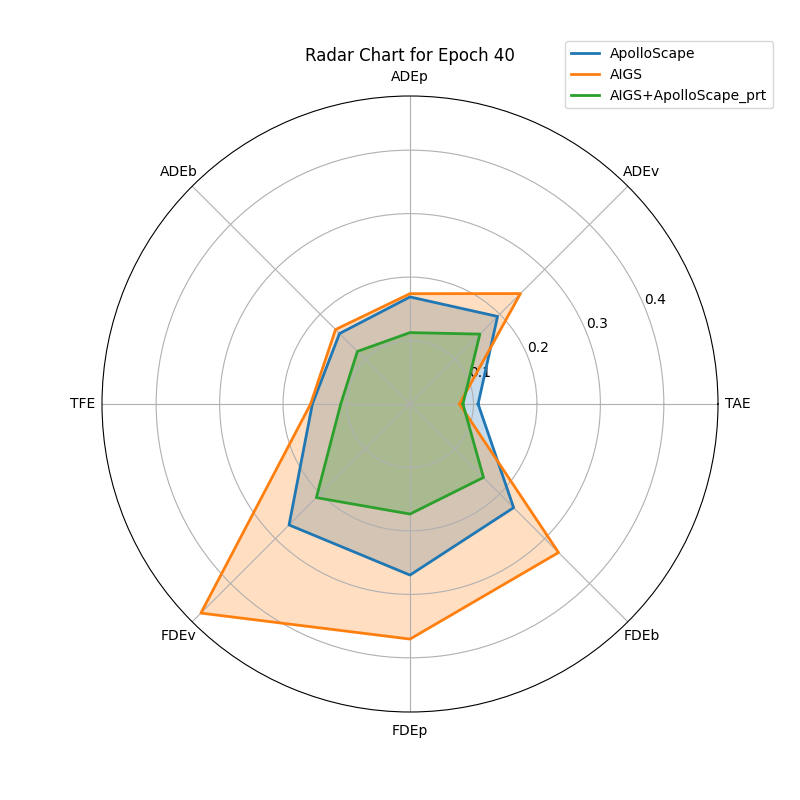 Radar Chart for Epoch 40
ApolloScape
AIGS
AIGS+ApolloScape_prt
ADEp
ADEb
ADEv
0.4
0.3
0.2
0.1
TFE
TAE
FDEv
FDEb
FDEp